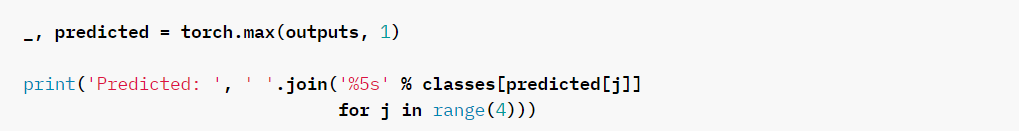 _, predicted = torch.max(outputs, 1)
print('Predicted: ', ' '.join('%5s' % classes[predicted[j]]
for j in range(4)))